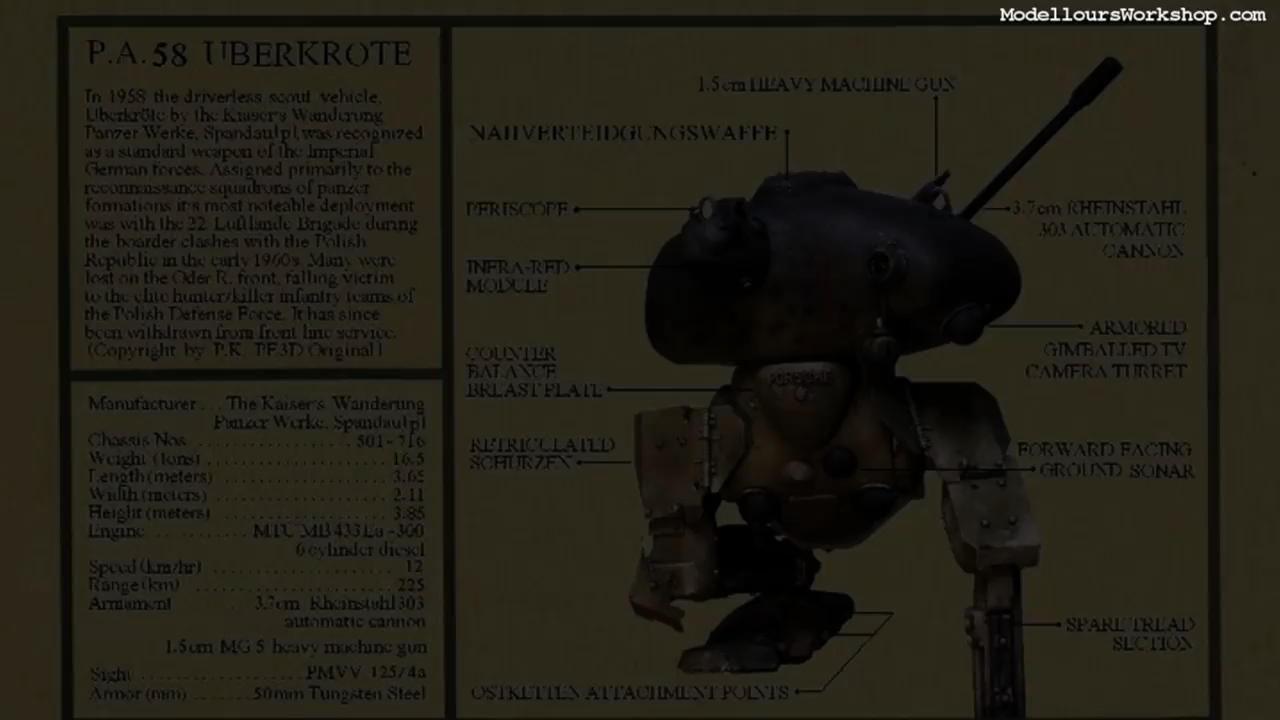 ModelloursWorkshop.com
P.A.58 UBERKROTE
In 1958 the driverless scout vehicle,
Uberkröte by the Kaiser's Wanderung
Panzer Werke, Spandau[pl, was recognized
as a standard weapon of the Imperial
German forces. Assigned primarily to the
reconnaissance squadrons of panzer
formations it's most noteable deployment
was with the 22. Luftlande Brigade during
the boarder clashes with the Polish
Republic in the early 1960s. Many were
lost on the Oder R. front, falling victim
to the elite hunter/killer infantry teams of
the Polish Defense Force. It has since
been withdrawn from front line service.
(Copyright by P.K. PE3D Original]
Manufacturer... The Kaiser's Wanderung
Panzer Werke, Spandau[pl
Chassis Nos. .................. 501-716
Weight (tons) ..................... 16.5
Length (meters) .................... 3.65
Width (meters) ..................... 2.11
Height (meters) .................... 3.85
Engine ........... MTU MB 433 Ea -300
6 cylinder diesel
Speed (km/hr) ..................... 12
Range (km) ....................... 225
Armament ........ 3.7cm Rheinstahl 303
automatic cannon
1.5cm MG 5 heavy machine gun
Sight .................. PMVV 125/4a
Armor (mm) ...... 50mm Tungsten Steel
1.5cm HEAVY MACHINE GUN
NAHVERTEIDGUNGSWAFFE
PERISCOPE
3.7cm RHEINSTAHL
303 AUTOMATIC
CANNON
INFRA-RED
MODULE
ARMORED
GIMBALLED TV
CAMERA TURRET
COUNTER
BALANCE
BREAST PLATE
PORSCHE
RETRICULATED
SCHURZEN
FORWARD FACING
GROUND SONAR
SPARE TREAD
SECTION
OSTKETTEN ATTACHMENT POINTS